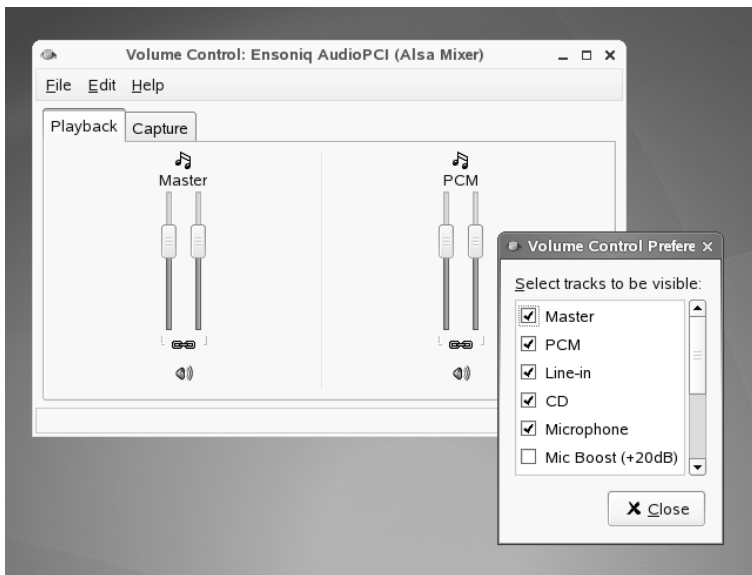 Volume Control: Ensoniq AudioPCI (Alsa Mixer)
File Edit Help
Playback Capture
Master PCM
Volume Control Prefere
Select tracks to be visible:
Master
PCM
Line-in
CD
Microphone
Mic Boost (+20dB)
Close